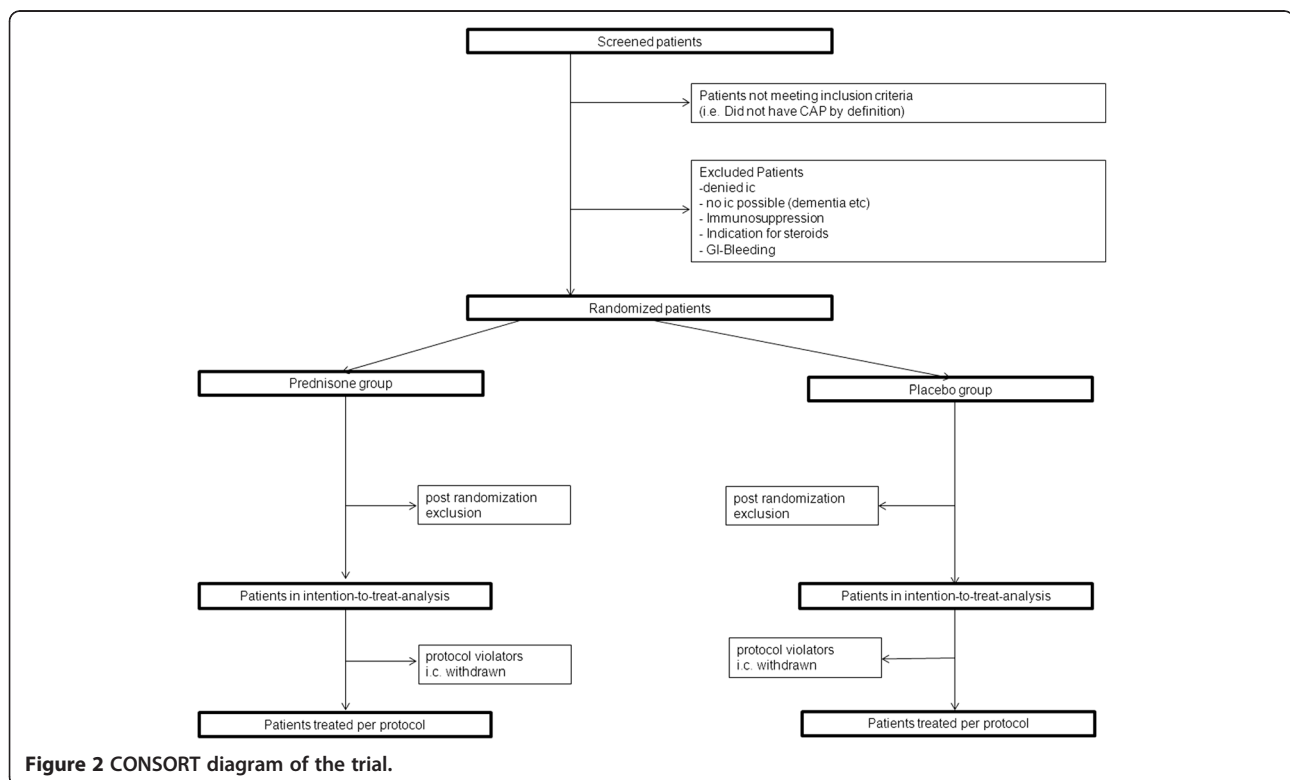 Screened patients
Patients not meeting inclusion criteria
(i.e. Did not have CAP by definition)
Excluded Patients
-denied ic
- no ic possible (dementia etc)
- Immunosuppression
- Indication for steroids
- GI-Bleeding
Randomized patients
Prednisone group
Placebo group
post randomization
exclusion
post randomization
exclusion
Patients in intention-to-treat-analysis
Patients in intention-to-treat-analysis
protocol violators
i.c. withdrawn
protocol violators
i.c. withdrawn
Patients treated per protocol
Patients treated per protocol
Figure 2 CONSORT diagram of the trial.